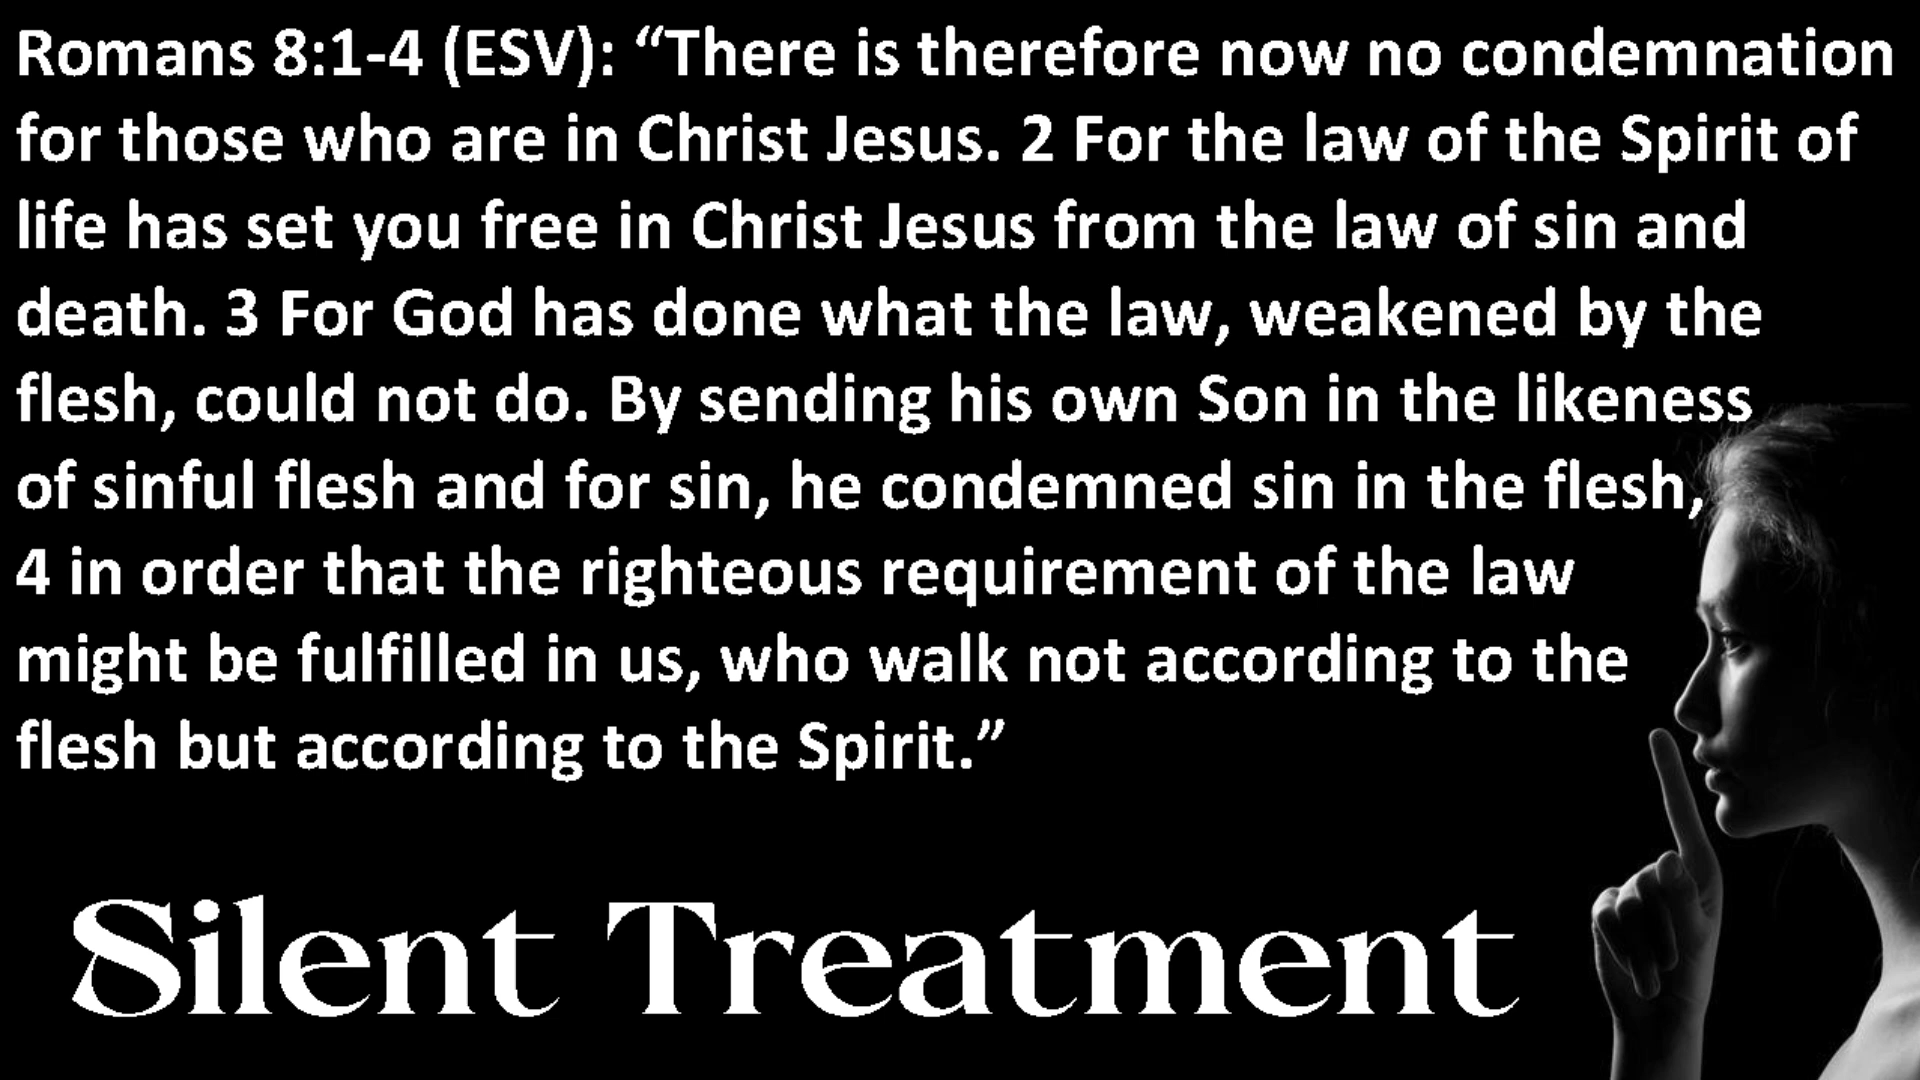 Romans 8:1-4 (ESV): “There is therefore now no condemnation
for those who are in Christ Jesus. 2 For the law of the Spirit of
life has set you free in Christ Jesus from the law of sin and
death. 3 For God has done what the law, weakened by the
flesh, could not do. By sending his own Son in the likeness
of sinful flesh and for sin, he condemned sin in the flesh,
4 in order that the righteous requirement of the law
might be fulfilled in us, who walk not according to the
flesh but according to the Spirit.”
Silent Treatment